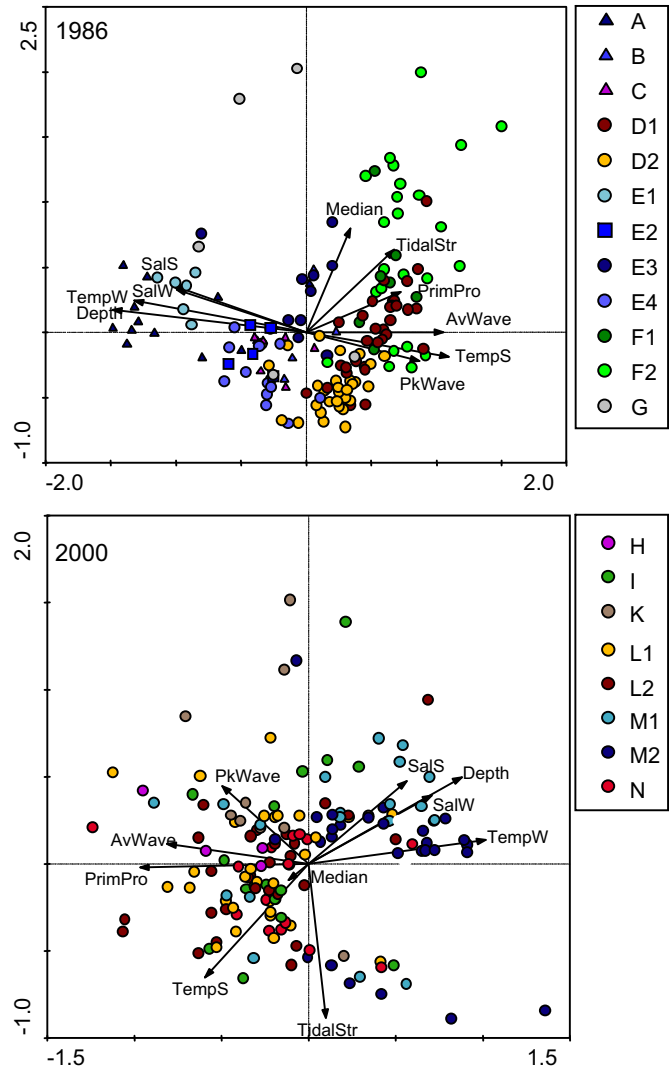 2.5
1986
Median
TidalStr
SalS
SalW
TempW
Depth
PrimPro
AvWave
TempS
PkWave
-1.0
-2.0
2.0
A
B
C
D1
D2
E1
E2
E3
E4
F1
F2
G
2.0
2000
SalS
Depth
PkWave
SalW
AvWave
TempW
PrimPro
Median
TempS
TidalStr
-1.0
-1.5
1.5
H
I
K
L1
L2
M1
M2
N